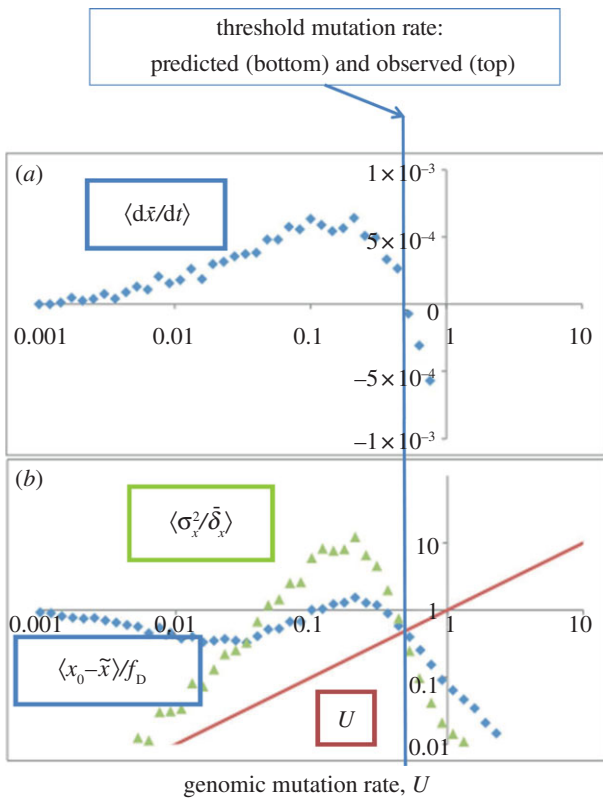 threshold mutation rate:
predicted (bottom) and observed (top)
(a)
1 × 10⁻³
⟨dx̄/dt⟩
5 × 10⁻⁴
0
0.001 0.01 0.1 1 10
−5 × 10⁻⁴
−1 × 10⁻³
(b)
⟨σₓ²/δ̄ₓ⟩
10
1
0.001 0.01 0.1 10
⟨x₀–x̃⟩/f_D
0.1
U
0.01
genomic mutation rate, U